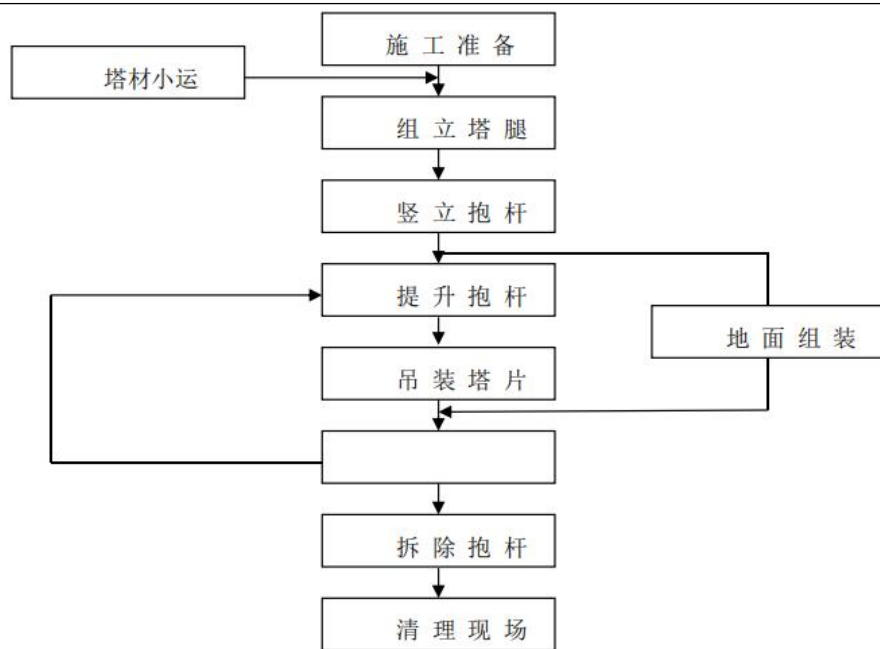 施工准备
塔材小运
组立塔腿
竖立抱杆
提升抱杆
地面组装
吊装塔片
拆除抱杆
清理现场